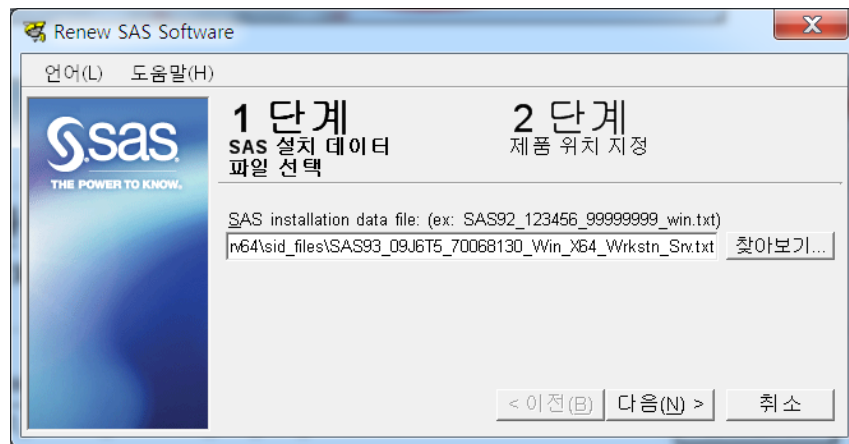 Renew SAS Software
언어(L) 도움말(H)
sas
THE POWER TO KNOW.
1 단계
SAS 설치 데이터
파일 선택
2 단계
제품 위치 지정
SAS installation data file: (ex: SAS92_123456_99999999_win.txt)
rv64\sid_files\SAS93_09J6T5_70068130_Win_X64_Wrkstn_Srv.txt 찾아보기...
< 이전(B) 다음(N) > 취소